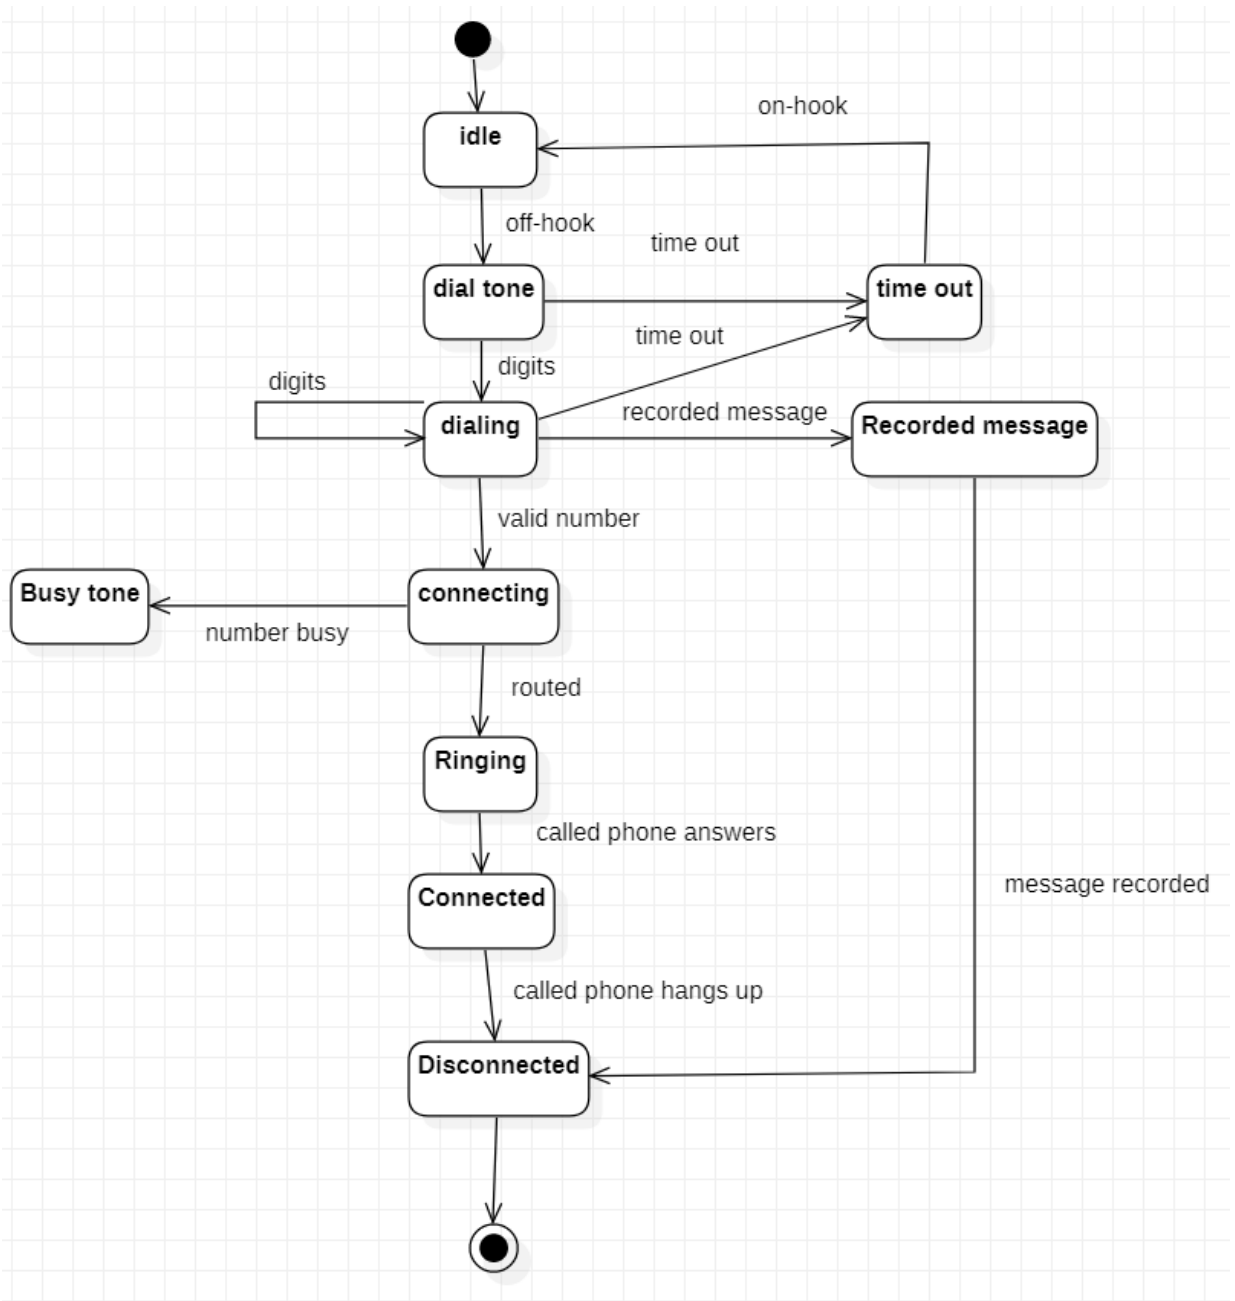 on-hook
idle
off-hook
time out
dial tone
time out
time out
digits
digits
recorded message
dialing
Recorded message
valid number
Busy tone
connecting
number busy
routed
Ringing
called phone answers
Connected
message recorded
called phone hangs up
Disconnected